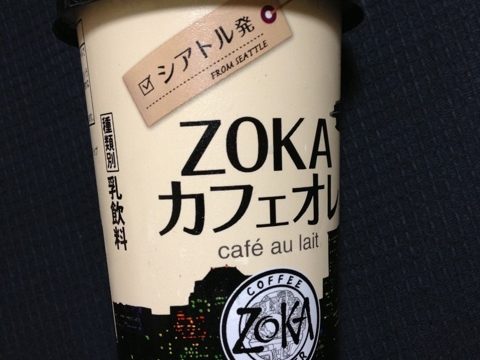 シアトル発
FROM SEATTLE
ZOKA
カフェオレ
café au lait
種類別
乳飲料
COFFEE
ZOKA